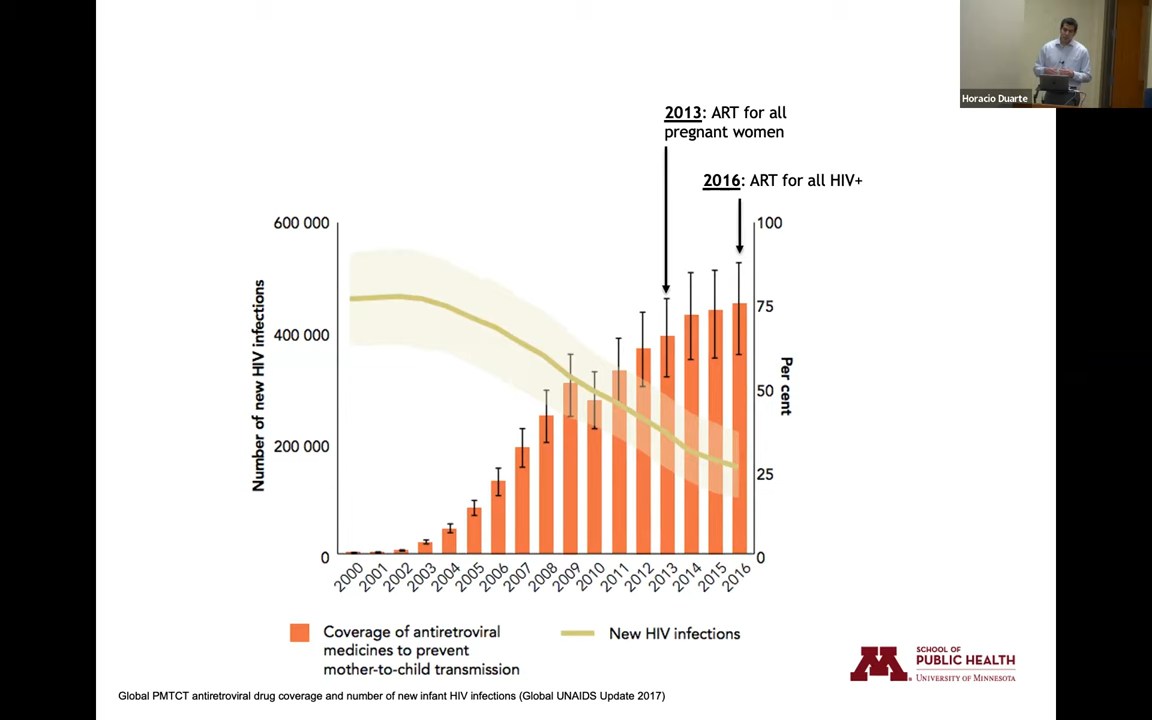 Horacio Duarte
2013: ART for all
pregnant women
2016: ART for all HIV+
600 000
400 000
200 000
0
Number of new HIV infections
100
75
50
25
0
Per cent
2000
2001
2002
2003
2004
2005
2006
2007
2008
2009
2010
2011
2012
2013
2014
2015
2016
Coverage of antiretroviral
medicines to prevent
mother-to-child transmission
New HIV infections
M
SCHOOL OF
PUBLIC HEALTH
UNIVERSITY OF MINNESOTA
Global PMTCT antiretroviral drug coverage and number of new infant HIV infections (Global UNAIDS Update 2017)